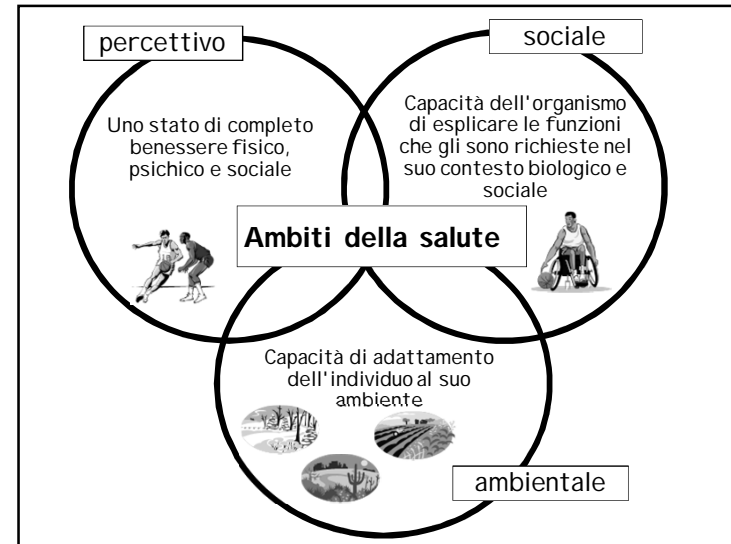 percettivo
sociale
Uno stato di completo
benessere fisico,
psichico e sociale
Capacità dell'organismo
di esplicare le funzioni
che gli sono richieste nel
suo contesto biologico e
sociale
Ambiti della salute
Capacità di adattamento
dell'individuo al suo
ambiente
ambientale